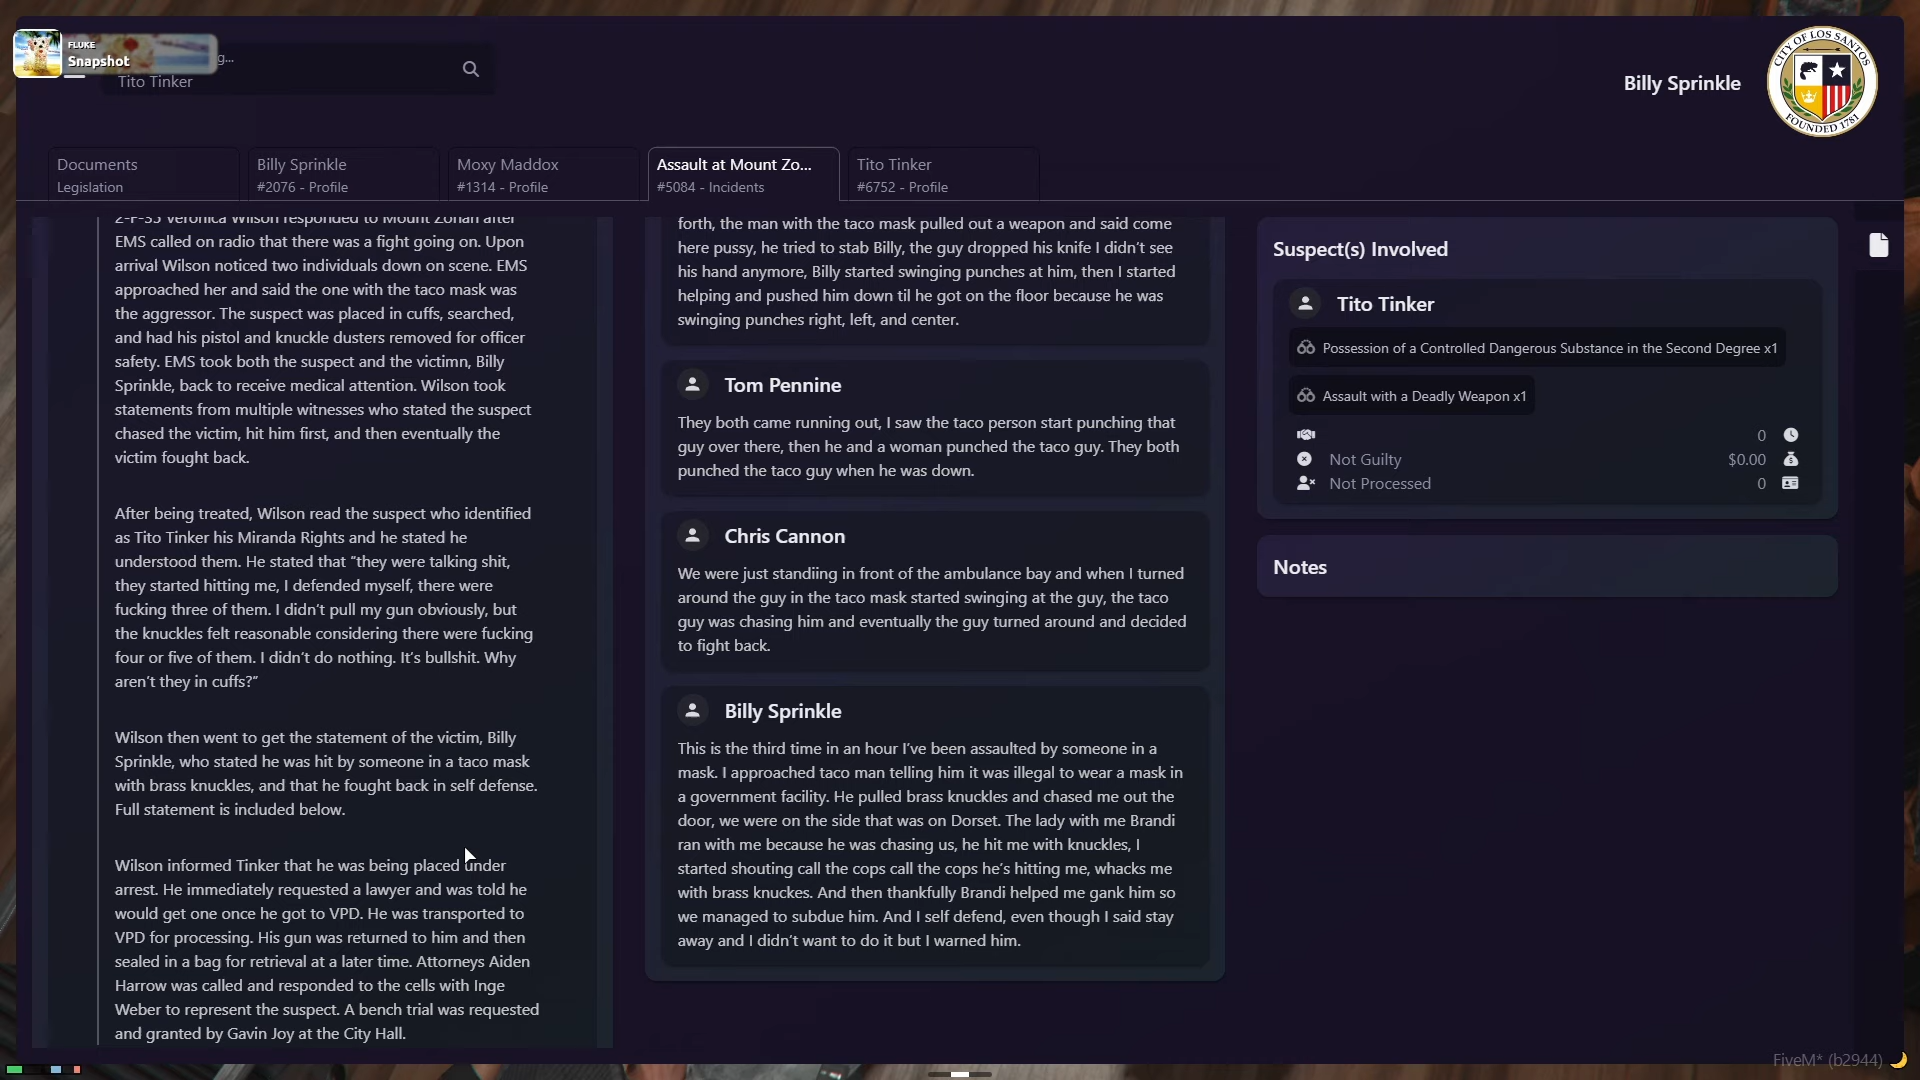 FLUKE
Snapshot
g...
Tito Tinker
Billy Sprinkle
CITY OF LOS SANTOS
FOUNDED 1781
Documents
Legislation
Billy Sprinkle
#2076 - Profile
Moxy Maddox
#1314 - Profile
Assault at Mount Zo...
#5084 - Incidents
Tito Tinker
#6752 - Profile
2-P-35 Veronica Wilson responded to Mount Zonah after
EMS called on radio that there was a fight going on. Upon
arrival Wilson noticed two individuals down on scene. EMS
approached her and said the one with the taco mask was
the aggressor. The suspect was placed in cuffs, searched,
and had his pistol and knuckle dusters removed for officer
safety. EMS took both the suspect and the victimn, Billy
Sprinkle, back to receive medical attention. Wilson took
statements from multiple witnesses who stated the suspect
chased the victim, hit him first, and then eventually the
victim fought back.
After being treated, Wilson read the suspect who identified
as Tito Tinker his Miranda Rights and he stated he
understood them. He stated that “they were talking shit,
they started hitting me, I defended myself, there were
fucking three of them. I didn’t pull my gun obviously, but
the knuckles felt reasonable considering there were fucking
four or five of them. I didn’t do nothing. It’s bullshit. Why
aren’t they in cuffs?”
Wilson then went to get the statement of the victim, Billy
Sprinkle, who stated he was hit by someone in a taco mask
with brass knuckles, and that he fought back in self defense.
Full statement is included below.
Wilson informed Tinker that he was being placed under
arrest. He immediately requested a lawyer and was told he
would get one once he got to VPD. He was transported to
VPD for processing. His gun was returned to him and then
sealed in a bag for retrieval at a later time. Attorneys Aiden
Harrow was called and responded to the cells with Inge
Weber to represent the suspect. A bench trial was requested
and granted by Gavin Joy at the City Hall.
forth, the man with the taco mask pulled out a weapon and said come
here pussy, he tried to stab Billy, the guy dropped his knife I didn’t see
his hand anymore, Billy started swinging punches at him, then I started
helping and pushed him down til he got on the floor because he was
swinging punches right, left, and center.
Tom Pennine
They both came running out, I saw the taco person start punching that
guy over there, then he and a woman punched the taco guy. They both
punched the taco guy when he was down.
Chris Cannon
We were just standiing in front of the ambulance bay and when I turned
around the guy in the taco mask started swinging at the guy, the taco
guy was chasing him and eventually the guy turned around and decided
to fight back.
Billy Sprinkle
This is the third time in an hour I’ve been assaulted by someone in a
mask. I approached taco man telling him it was illegal to wear a mask in
a government facility. He pulled brass knuckles and chased me out the
door, we were on the side that was on Dorset. The lady with me Brandi
ran with me because he was chasing us, he hit me with knuckles, I
started shouting call the cops call the cops he’s hitting me, whacks me
with brass knuckes. And then thankfully Brandi helped me gank him so
we managed to subdue him. And I self defend, even though I said stay
away and I didn’t want to do it but I warned him.
Suspect(s) Involved
Tito Tinker
Possession of a Controlled Dangerous Substance in the Second Degree x1
Assault with a Deadly Weapon x1
0
Not Guilty $0.00
Not Processed 0
Notes
FiveM* (b2944)